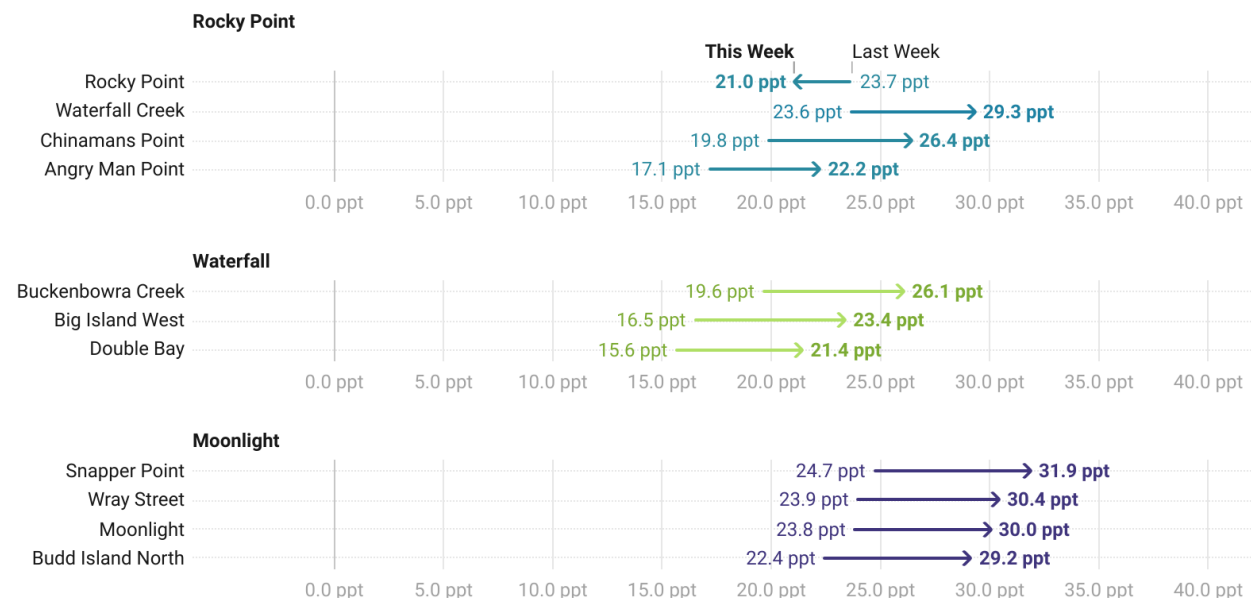 Rocky Point
This Week Last Week
Rocky Point 21.0 ppt 23.7 ppt
Waterfall Creek 23.6 ppt 29.3 ppt
Chinamans Point 19.8 ppt 26.4 ppt
Angry Man Point 17.1 ppt 22.2 ppt
0.0 ppt 5.0 ppt 10.0 ppt 15.0 ppt 20.0 ppt 25.0 ppt 30.0 ppt 35.0 ppt 40.0 ppt
Waterfall
Buckenbowra Creek 19.6 ppt 26.1 ppt
Big Island West 16.5 ppt 23.4 ppt
Double Bay 15.6 ppt 21.4 ppt
0.0 ppt 5.0 ppt 10.0 ppt 15.0 ppt 20.0 ppt 25.0 ppt 30.0 ppt 35.0 ppt 40.0 ppt
Moonlight
Snapper Point 24.7 ppt 31.9 ppt
Wray Street 23.9 ppt 30.4 ppt
Moonlight 23.8 ppt 30.0 ppt
Budd Island North 22.4 ppt 29.2 ppt
0.0 ppt 5.0 ppt 10.0 ppt 15.0 ppt 20.0 ppt 25.0 ppt 30.0 ppt 35.0 ppt 40.0 ppt